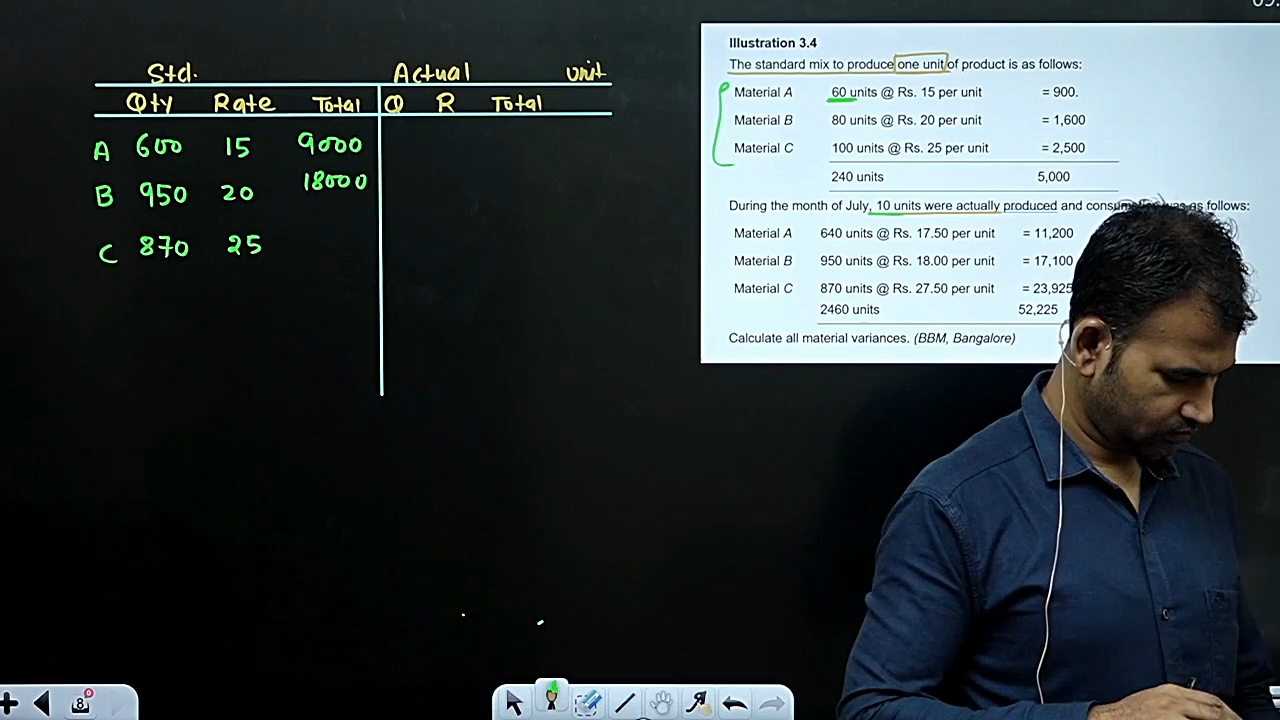 Std. Actual unit
Qty Rate Total Q R Total
A 600 15 9000
B 950 20 18000
C 870 25
Illustration 3.4
The standard mix to produce one unit of product is as follows:
Material A 60 units @ Rs. 15 per unit = 900.
Material B 80 units @ Rs. 20 per unit = 1,600
Material C 100 units @ Rs. 25 per unit = 2,500
240 units 5,000
During the month of July, 10 units were actually produced and follows:
Material A 640 units @ Rs. 17.50 per unit = 11,200
Material B 950 units @ Rs. 18.00 per unit = 17,100
Material C 870 units @ Rs. 27.50 per unit = 23,925
2460 units 52,225
Calculate all material variances. (BBM, Bangalore)
8
0